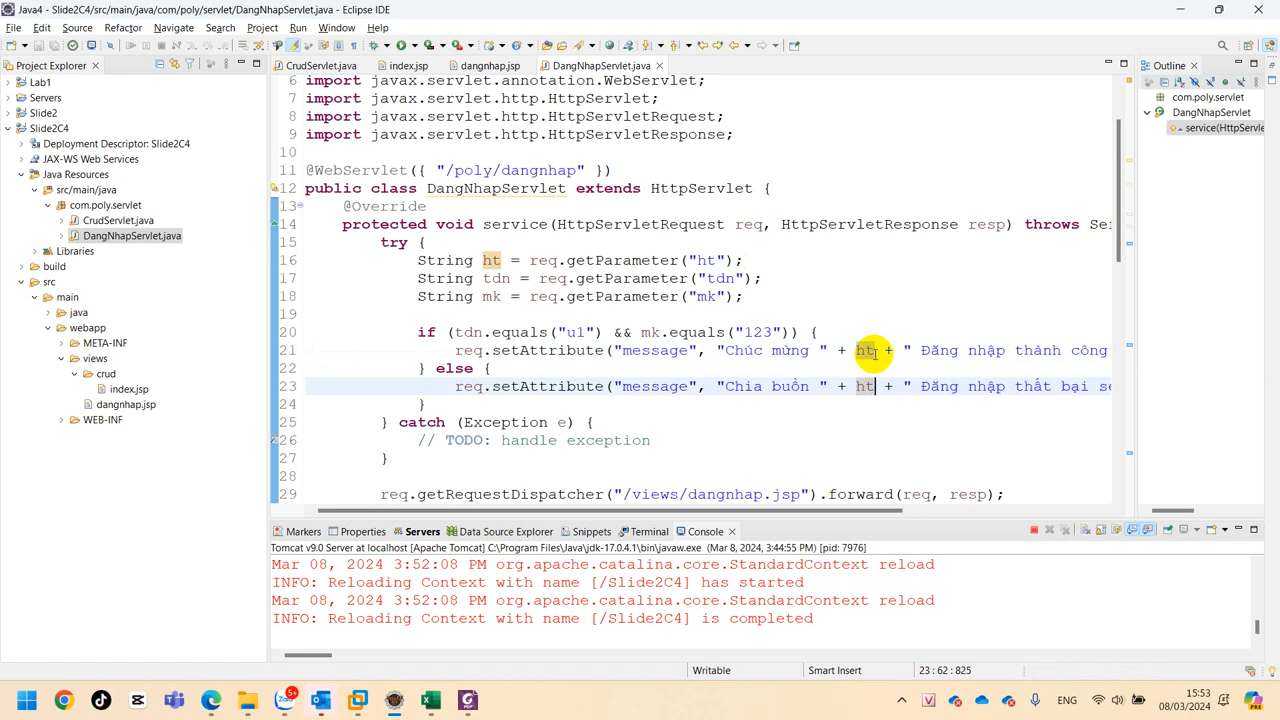 Java4 - Slide2C4/src/main/java/com/poly/servlet/DangNhapServlet.java - Eclipse IDE
File Edit Source Refactor Navigate Search Project Run Window Help
Project Explorer
CrudServlet.java index.jsp dangnhap.jsp DangNhapServlet.java
Outline
Lab1
Servers
Slide2
Slide2C4
Deployment Descriptor: Slide2C4
JAX-WS Web Services
Java Resources
src/main/java
com.poly.servlet
CrudServlet.java
DangNhapServlet.java
Libraries
build
src
main
java
webapp
META-INF
views
crud
index.jsp
dangnhap.jsp
WEB-INF
6 import javax.servlet.annotation.WebServlet;
7 import javax.servlet.http.HttpServlet;
8 import javax.servlet.http.HttpServletRequest;
9 import javax.servlet.http.HttpServletResponse;
10
11 @WebServlet({ "/poly/dangnhap" })
12 public class DangNhapServlet extends HttpServlet {
13 @Override
14 protected void service(HttpServletRequest req, HttpServletResponse resp) throws Se
15 try {
16 String ht = req.getParameter("ht");
17 String tdn = req.getParameter("tdn");
18 String mk = req.getParameter("mk");
19
20 if (tdn.equals("u1") && mk.equals("123")) {
21 req.setAttribute("message", "Chúc mừng " + ht + " Đăng nhập thành công
22 } else {
23 req.setAttribute("message", "Chia buồn " + ht + " Đăng nhập thất bại se
24 }
25 } catch (Exception e) {
26 // TODO: handle exception
27 }
28
29 req.getRequestDispatcher("/views/dangnhap.jsp").forward(req, resp);
com.poly.servlet
DangNhapServlet
service(HttpServle
Markers Properties Servers Data Source Explorer Snippets Terminal Console
Tomcat v9.0 Server at localhost [Apache Tomcat] C:\Program Files\Java\jdk-17.0.4.1\bin\javaw.exe (Mar 8, 2024, 3:44:55 PM) [pid: 7976]
Mar 08, 2024 3:52:08 PM org.apache.catalina.core.StandardContext reload
INFO: Reloading Context with name [/Slide2C4] has started
Mar 08, 2024 3:52:08 PM org.apache.catalina.core.StandardContext reload
INFO: Reloading Context with name [/Slide2C4] is completed
Writable Smart Insert 23 : 62 : 825
5+
ENG
15:53
08/03/2024